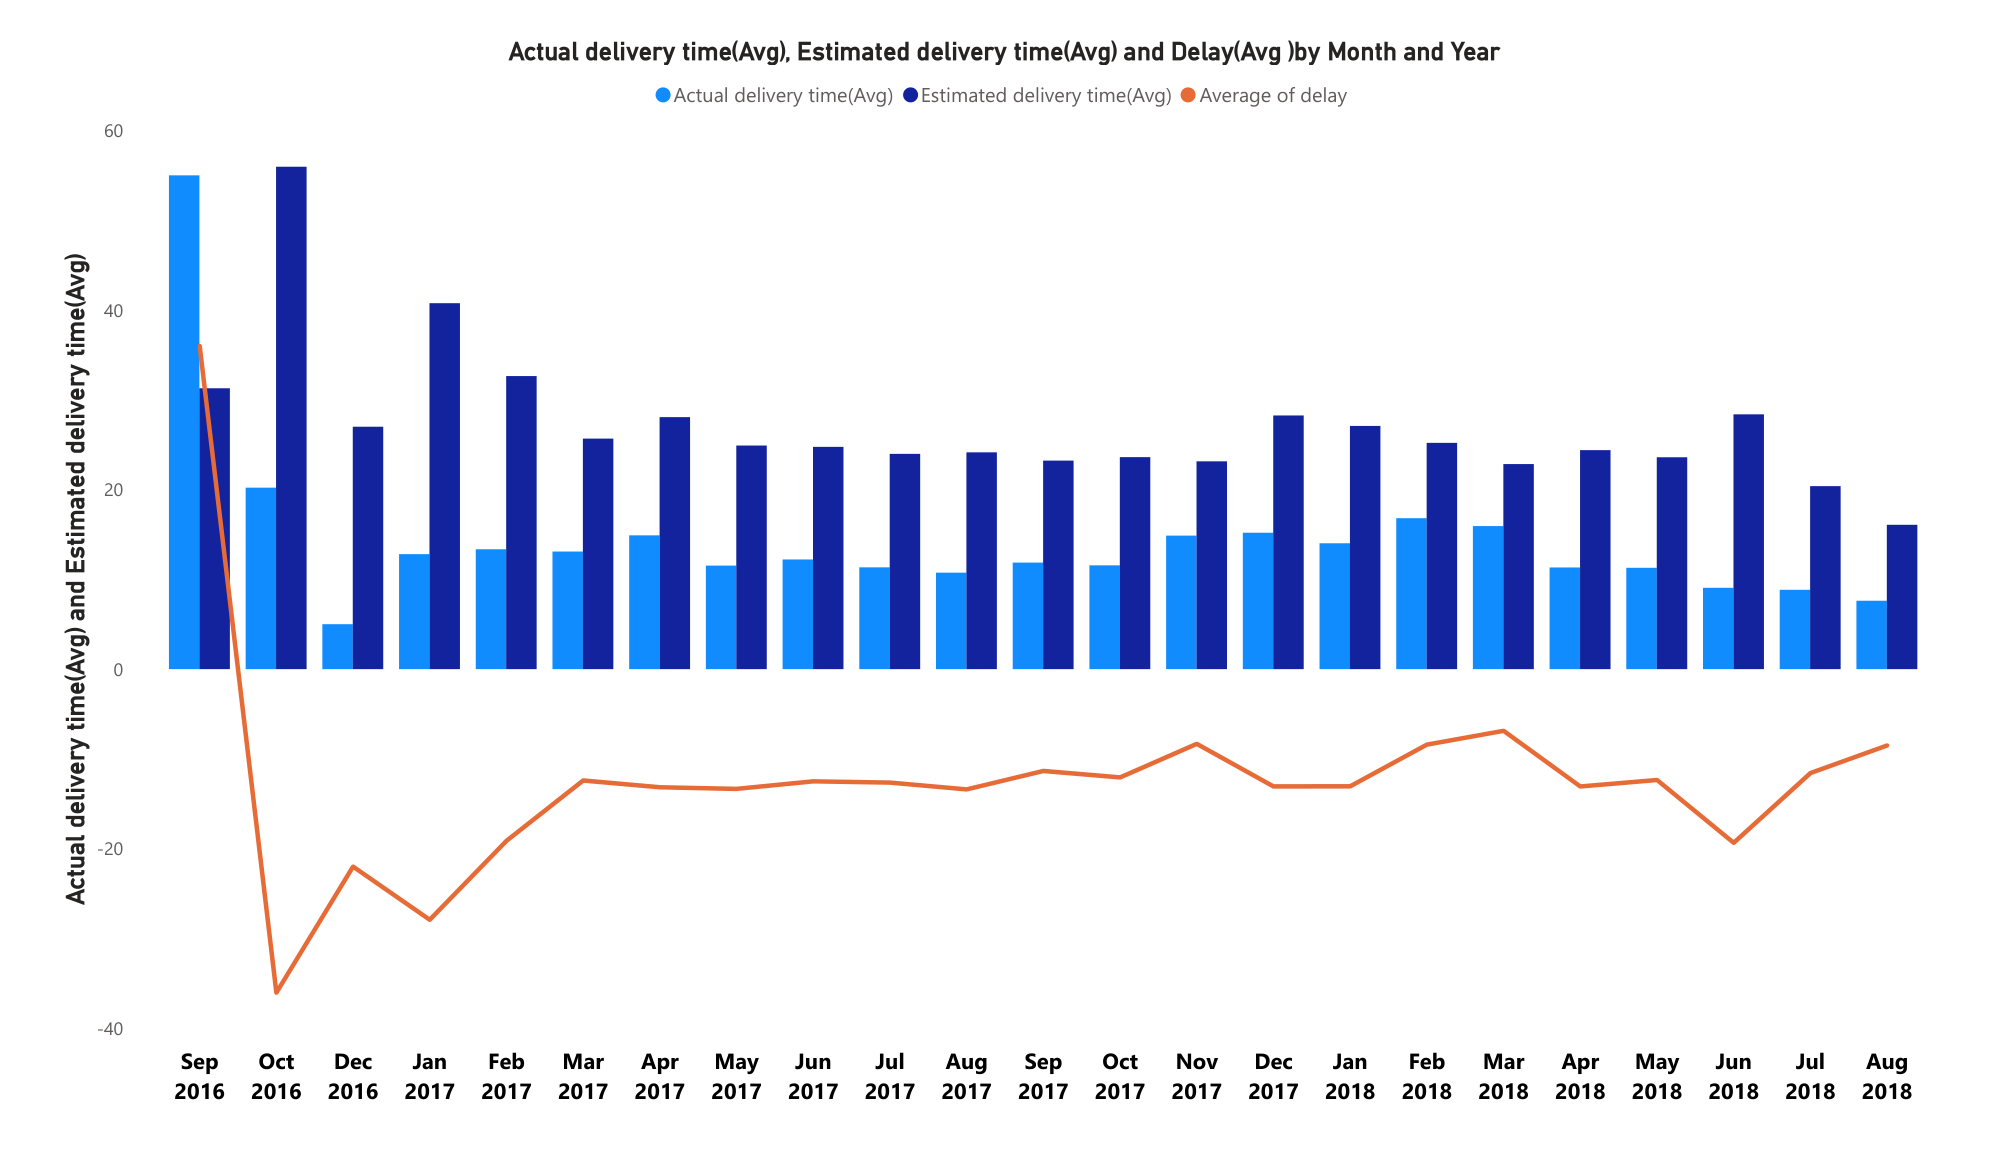 Actual delivery time(Avg), Estimated delivery time(Avg) and Delay(Avg )by Month and Year
Actual delivery time(Avg) Estimated delivery time(Avg) Average of delay
Actual delivery time(Avg) and Estimated delivery time(Avg)
60
40
20
0
-20
-40
Sep Oct Dec Jan Feb Mar Apr May Jun Jul Aug Sep Oct Nov Dec Jan Feb Mar Apr May Jun Jul Aug
2016 2016 2016 2017 2017 2017 2017 2017 2017 2017 2017 2017 2017 2017 2017 2018 2018 2018 2018 2018 2018 2018 2018